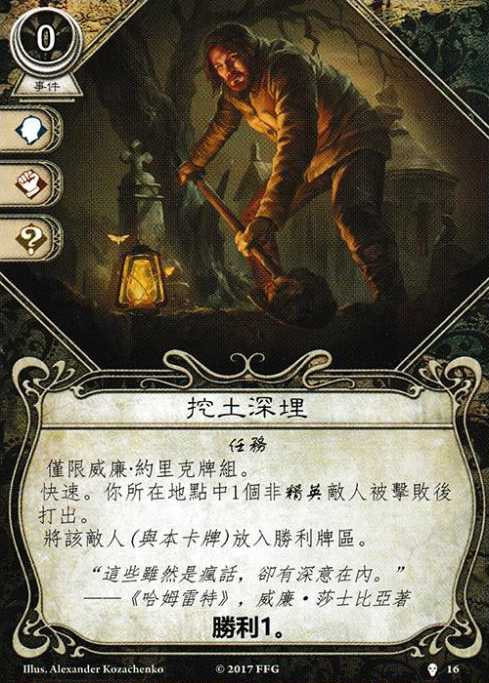 0
事件
挖土深埋
任務
僅限威廉·約里克牌組。
快速。你所在地點中1個非精英敵人被擊敗後
打出。
將該敵人(與本卡牌)放入勝利牌區。
“這些雖然是瘋話，卻有深意在內。”
——《哈姆雷特》，威廉·莎士比亞著
勝利1。
Illus. Alexander Kozachenko © 2017 FFG 16